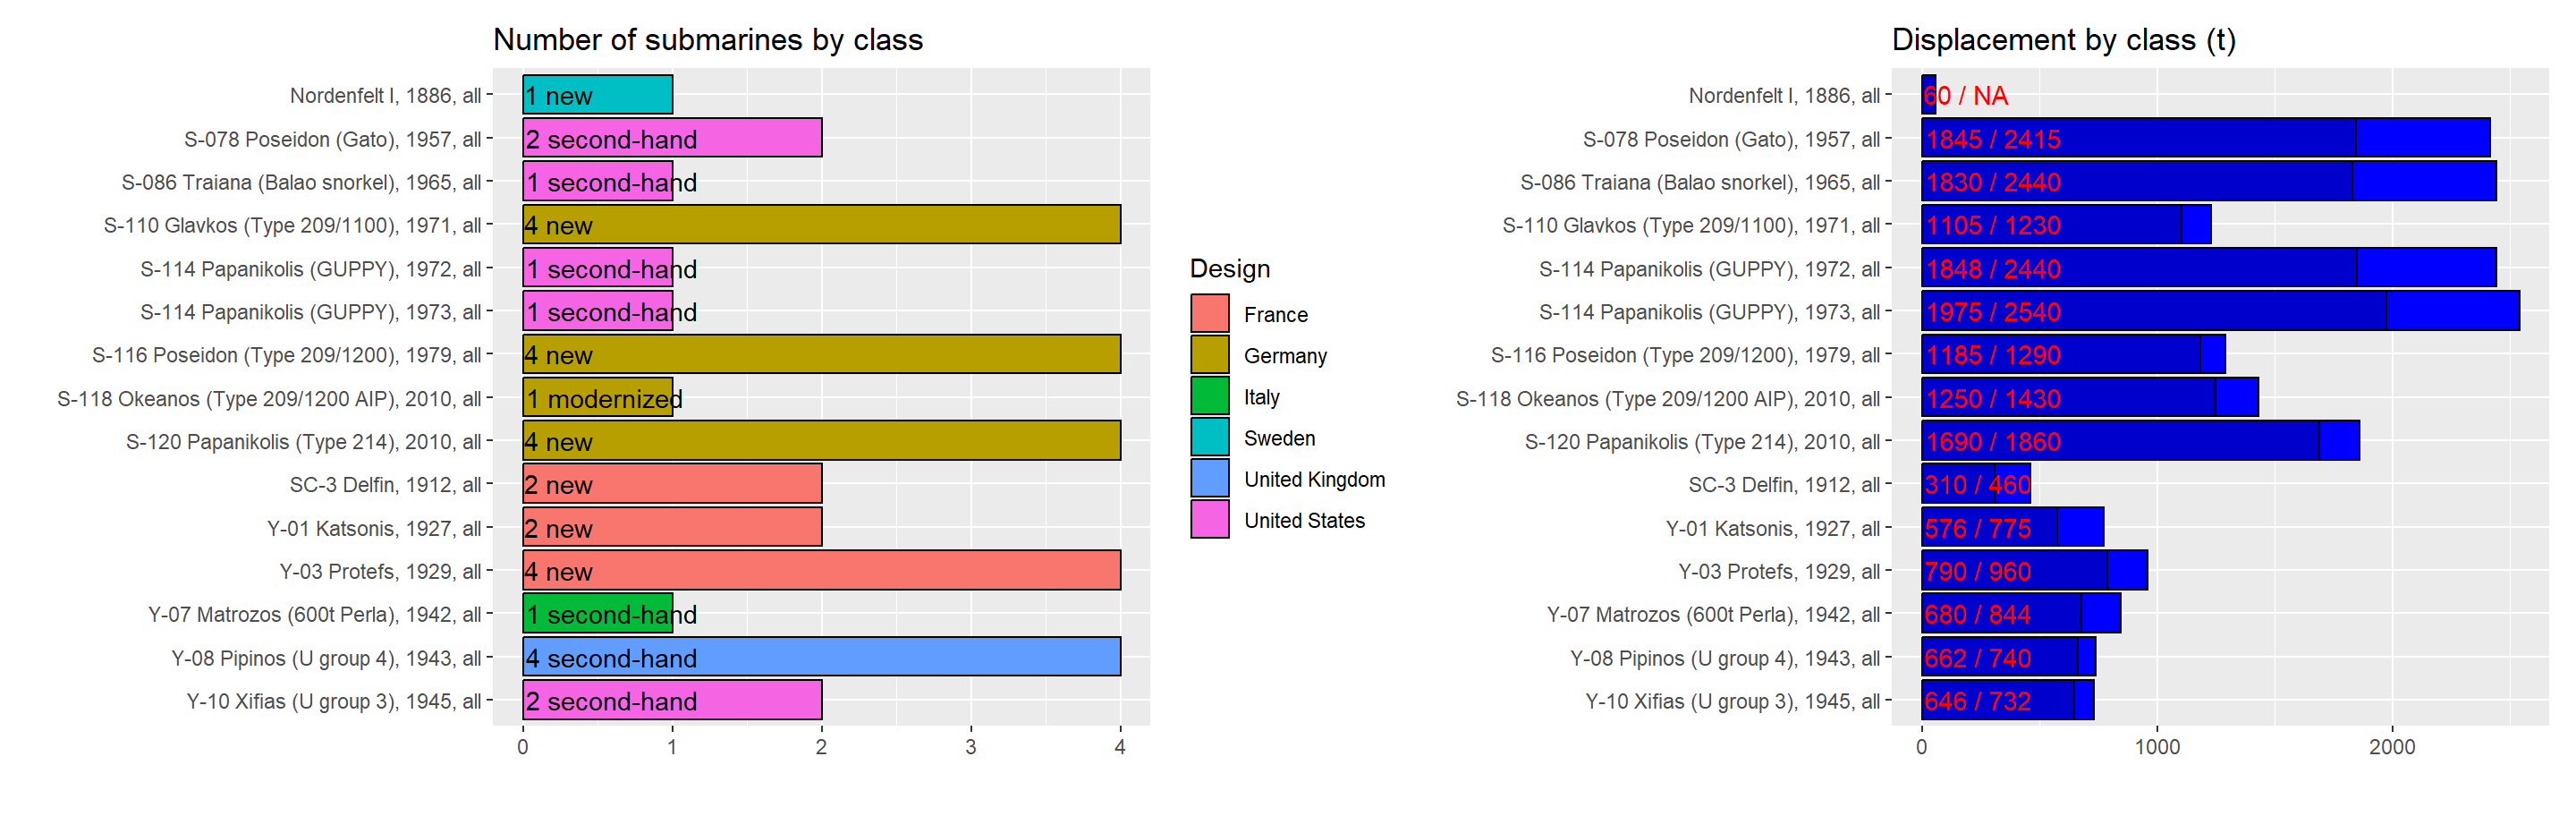 Number of submarines by class
Nordenfelt I, 1886, all
1 new
S-078 Poseidon (Gato), 1957, all
2 second-hand
S-086 Traiana (Balao snorkel), 1965, all
1 second-hand
S-110 Glavkos (Type 209/1100), 1971, all
4 new
S-114 Papanikolis (GUPPY), 1972, all
1 second-hand
S-114 Papanikolis (GUPPY), 1973, all
1 second-hand
S-116 Poseidon (Type 209/1200), 1979, all
4 new
S-118 Okeanos (Type 209/1200 AIP), 2010, all
1 modernized
S-120 Papanikolis (Type 214), 2010, all
4 new
SC-3 Delfin, 1912, all
2 new
Y-01 Katsonis, 1927, all
2 new
Y-03 Protefs, 1929, all
4 new
Y-07 Matrozos (600t Perla), 1942, all
1 second-hand
Y-08 Pipinos (U group 4), 1943, all
4 second-hand
Y-10 Xifias (U group 3), 1945, all
2 second-hand
0 1 2 3 4
Design
France
Germany
Italy
Sweden
United Kingdom
United States
Displacement by class (t)
Nordenfelt I, 1886, all
60 / NA
S-078 Poseidon (Gato), 1957, all
1845 / 2415
S-086 Traiana (Balao snorkel), 1965, all
1830 / 2440
S-110 Glavkos (Type 209/1100), 1971, all
1105 / 1230
S-114 Papanikolis (GUPPY), 1972, all
1848 / 2440
S-114 Papanikolis (GUPPY), 1973, all
1975 / 2540
S-116 Poseidon (Type 209/1200), 1979, all
1185 / 1290
S-118 Okeanos (Type 209/1200 AIP), 2010, all
1250 / 1430
S-120 Papanikolis (Type 214), 2010, all
1690 / 1860
SC-3 Delfin, 1912, all
310 / 460
Y-01 Katsonis, 1927, all
576 / 775
Y-03 Protefs, 1929, all
790 / 960
Y-07 Matrozos (600t Perla), 1942, all
680 / 844
Y-08 Pipinos (U group 4), 1943, all
662 / 740
Y-10 Xifias (U group 3), 1945, all
646 / 732
0 1000 2000